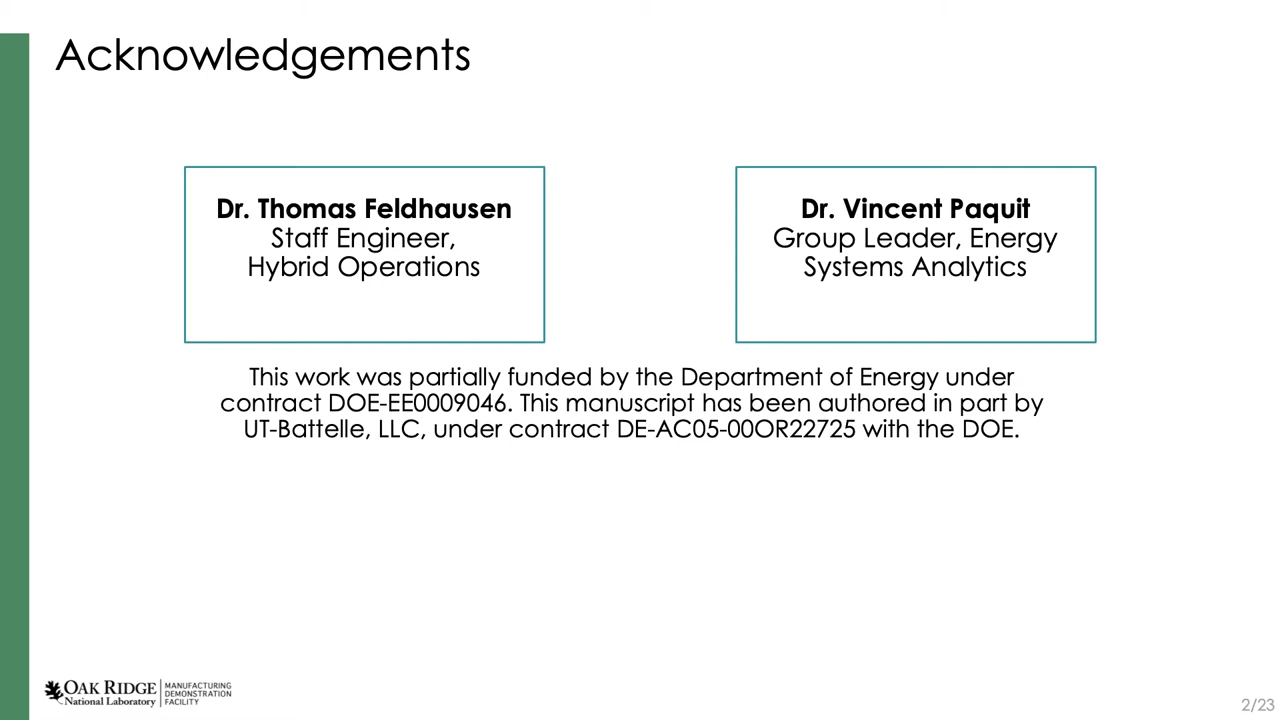 Acknowledgements
Dr. Thomas Feldhausen
Staff Engineer,
Hybrid Operations
Dr. Vincent Paquit
Group Leader, Energy
Systems Analytics
This work was partially funded by the Department of Energy under
contract DOE-EE0009046. This manuscript has been authored in part by
UT-Battelle, LLC, under contract DE-AC05-00OR22725 with the DOE.
OAK RIDGE
National Laboratory
MANUFACTURING
DEMONSTRATION
FACILITY
2/23